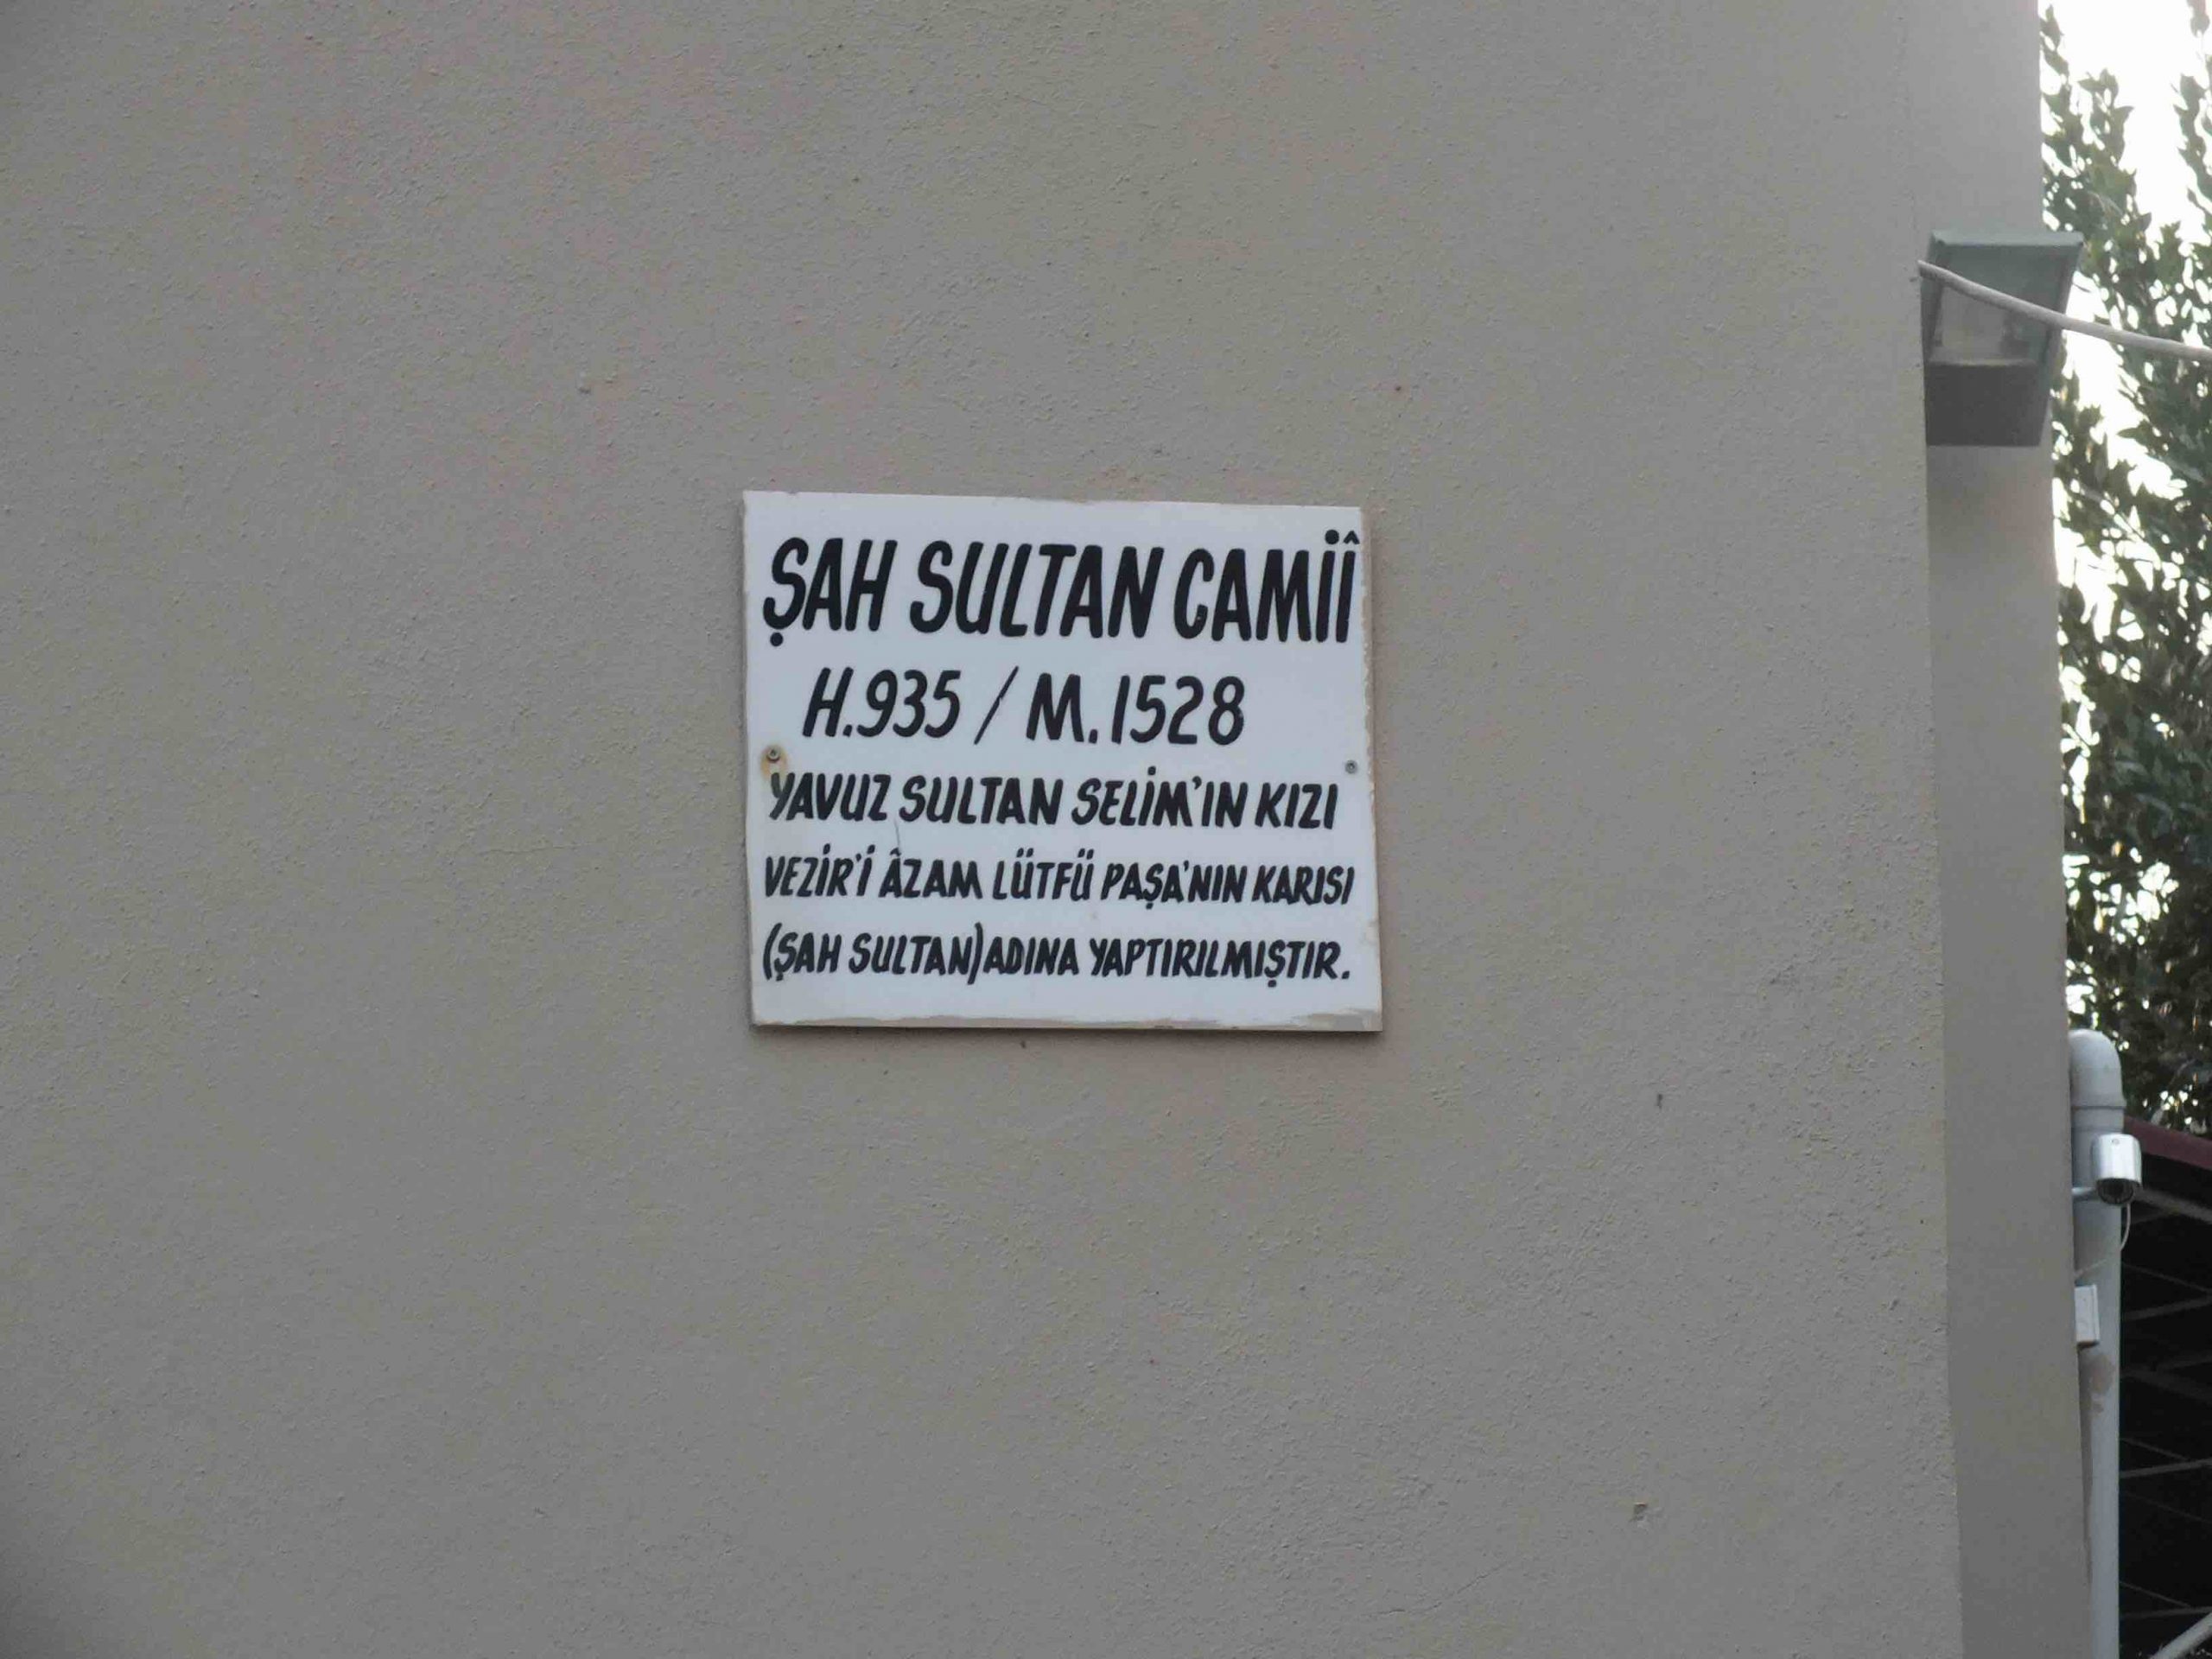 ŞAH SULTAN CAMİÎ
H.935 / M.1528
YAVUZ SULTAN SELİM'IN KIZI
VEZİR'İ ÂZAM LÜTFÜ PAŞA'NIN KARISI
(ŞAH SULTAN)ADINA YAPTIRILMIŞTIR.